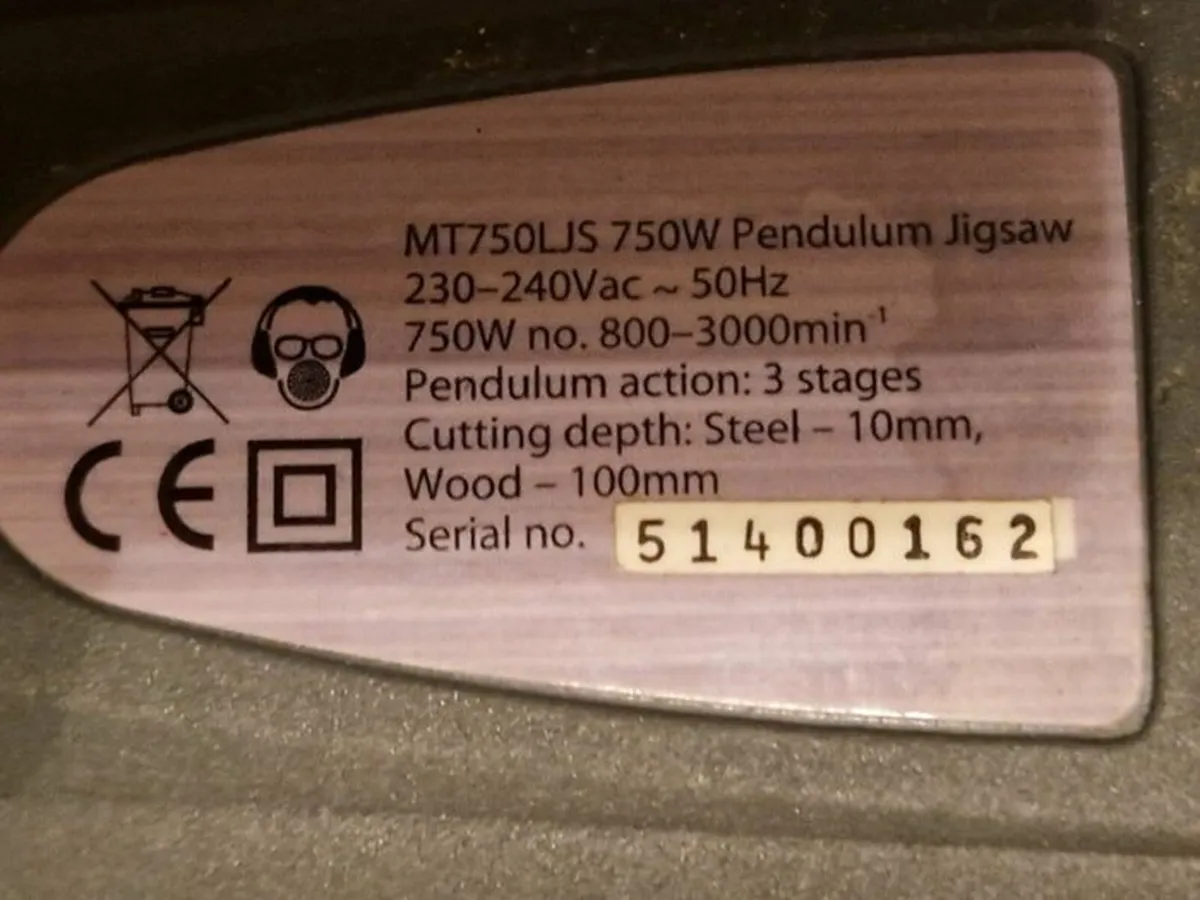 MT750LJS 750W Pendulum Jigsaw
230–240Vac ~ 50Hz
750W no. 800–3000min⁻¹
Pendulum action: 3 stages
Cutting depth: Steel – 10mm,
Wood – 100mm
Serial no. 51400162
CE